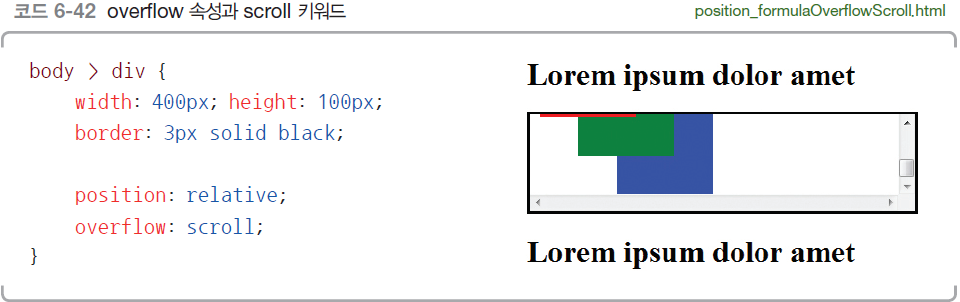 코드 6-42 overflow 속성과 scroll 키워드
position_formulaOverflowScroll.html
body > div {
width: 400px; height: 100px;
border: 3px solid black;
position: relative;
overflow: scroll;
}
Lorem ipsum dolor amet
Lorem ipsum dolor amet